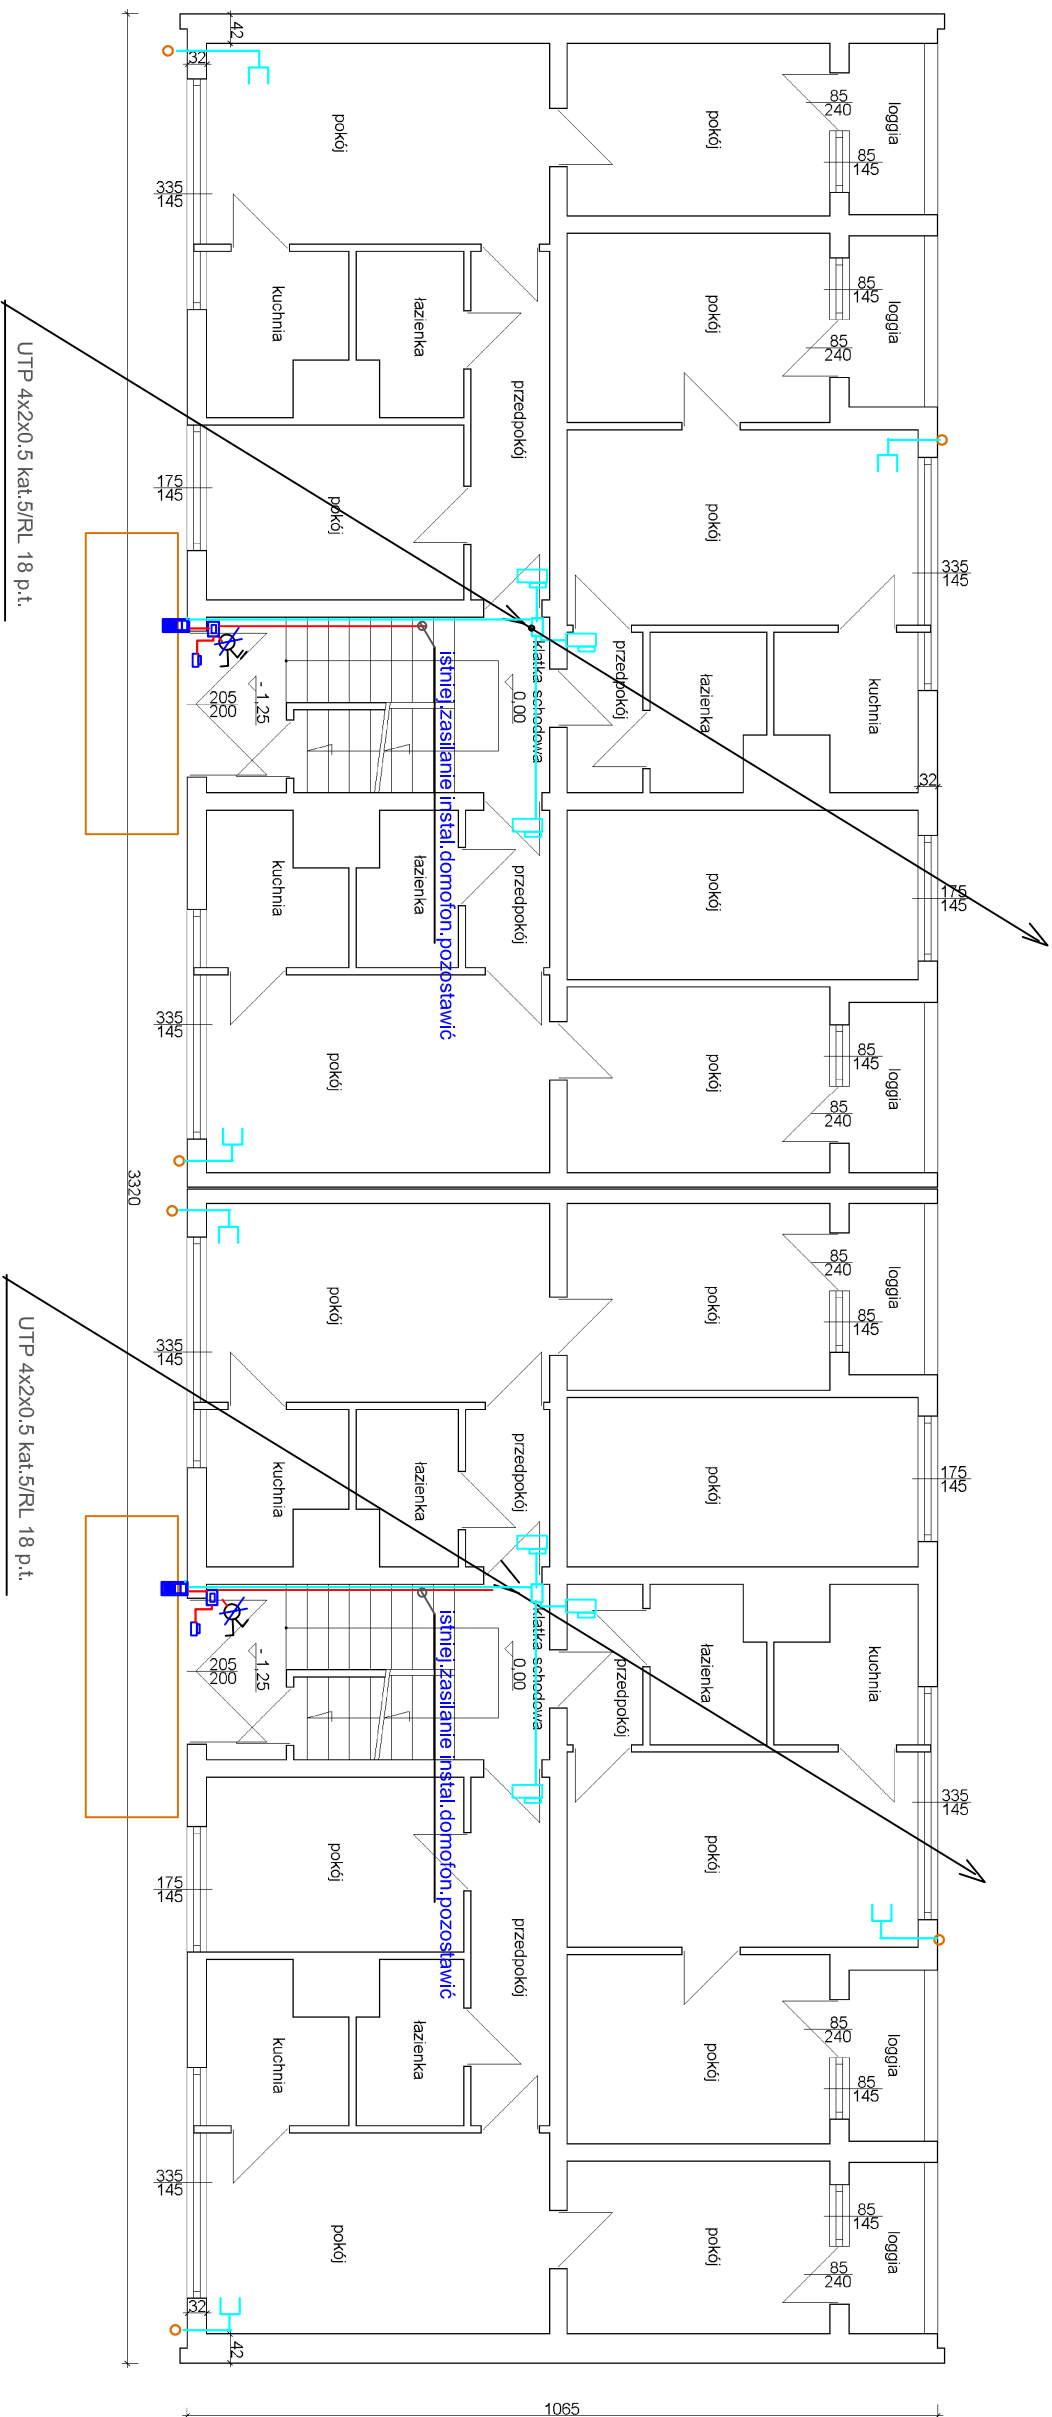 42
32
pokój
pokój
85
240
loggia
85
145
335
145
kuchnia
łazienka
pokój
85
145
loggia
85
240
przedpokój
UTP 4x2x0.5 kat.5/RL 18 p.t.
175
145
pokój
pokój
335
145
klatka schodowa
przedpokój
łazienka
kuchnia
205
200
- 1,25
0,00
istniej.zasilanie instal.domofon.pozostawić
32
kuchnia
łazienka
przedpokój
pokój
175
145
335
145
pokój
pokój
85
145
loggia
85
240
3320
pokój
pokój
85
240
loggia
85
145
335
145
kuchnia
łazienka
przedpokój
pokój
175
145
UTP 4x2x0.5 kat.5/RL 18 p.t.
klatka schodowa
przedpokój
łazienka
kuchnia
205
200
- 1,25
0,00
istniej.zasilanie instal.domofon.pozostawić
335
145
pokój
175
145
pokój
przedpokój
kuchnia
łazienka
pokój
85
240
loggia
85
145
335
145
pokój
pokój
85
145
loggia
85
240
32
42
1065